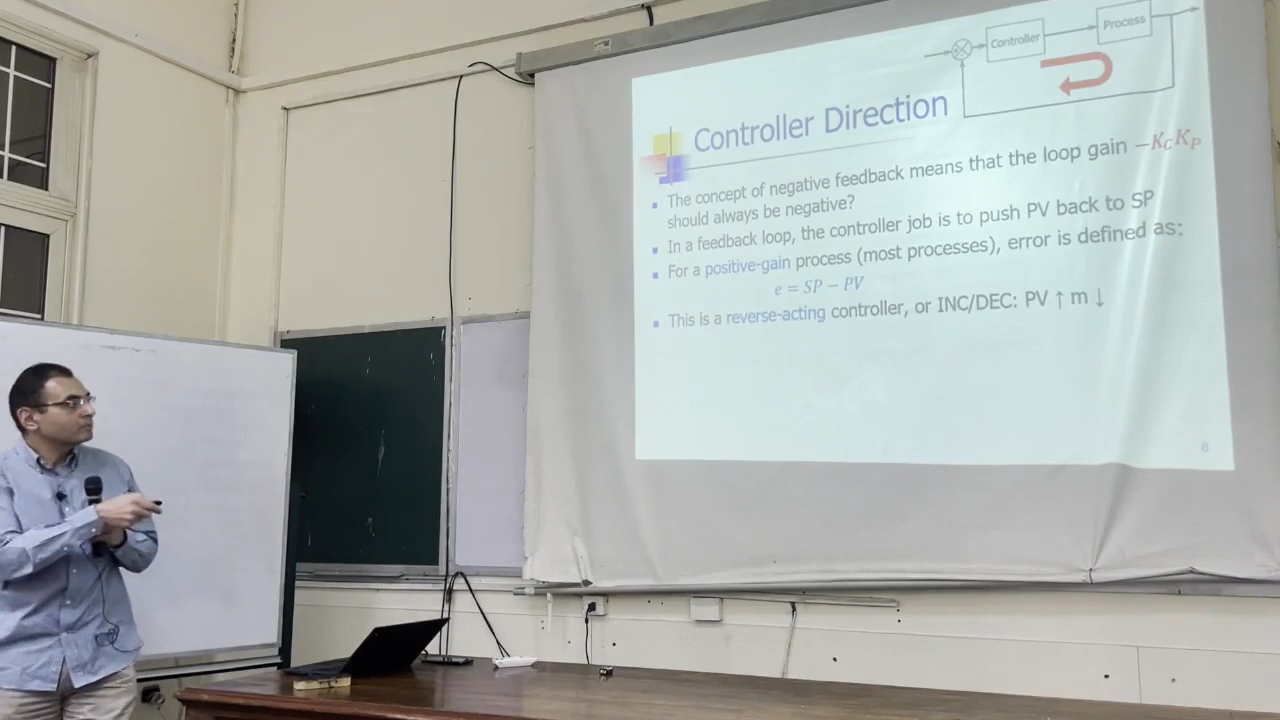 Controller
Process
Controller Direction
The concept of negative feedback means that the loop gain −K_C K_P
should always be negative?
In a feedback loop, the controller job is to push PV back to SP
For a positive-gain process (most processes), error is defined as:
e = SP − PV
This is a reverse-acting controller, or INC/DEC: PV ↑ m ↓
8